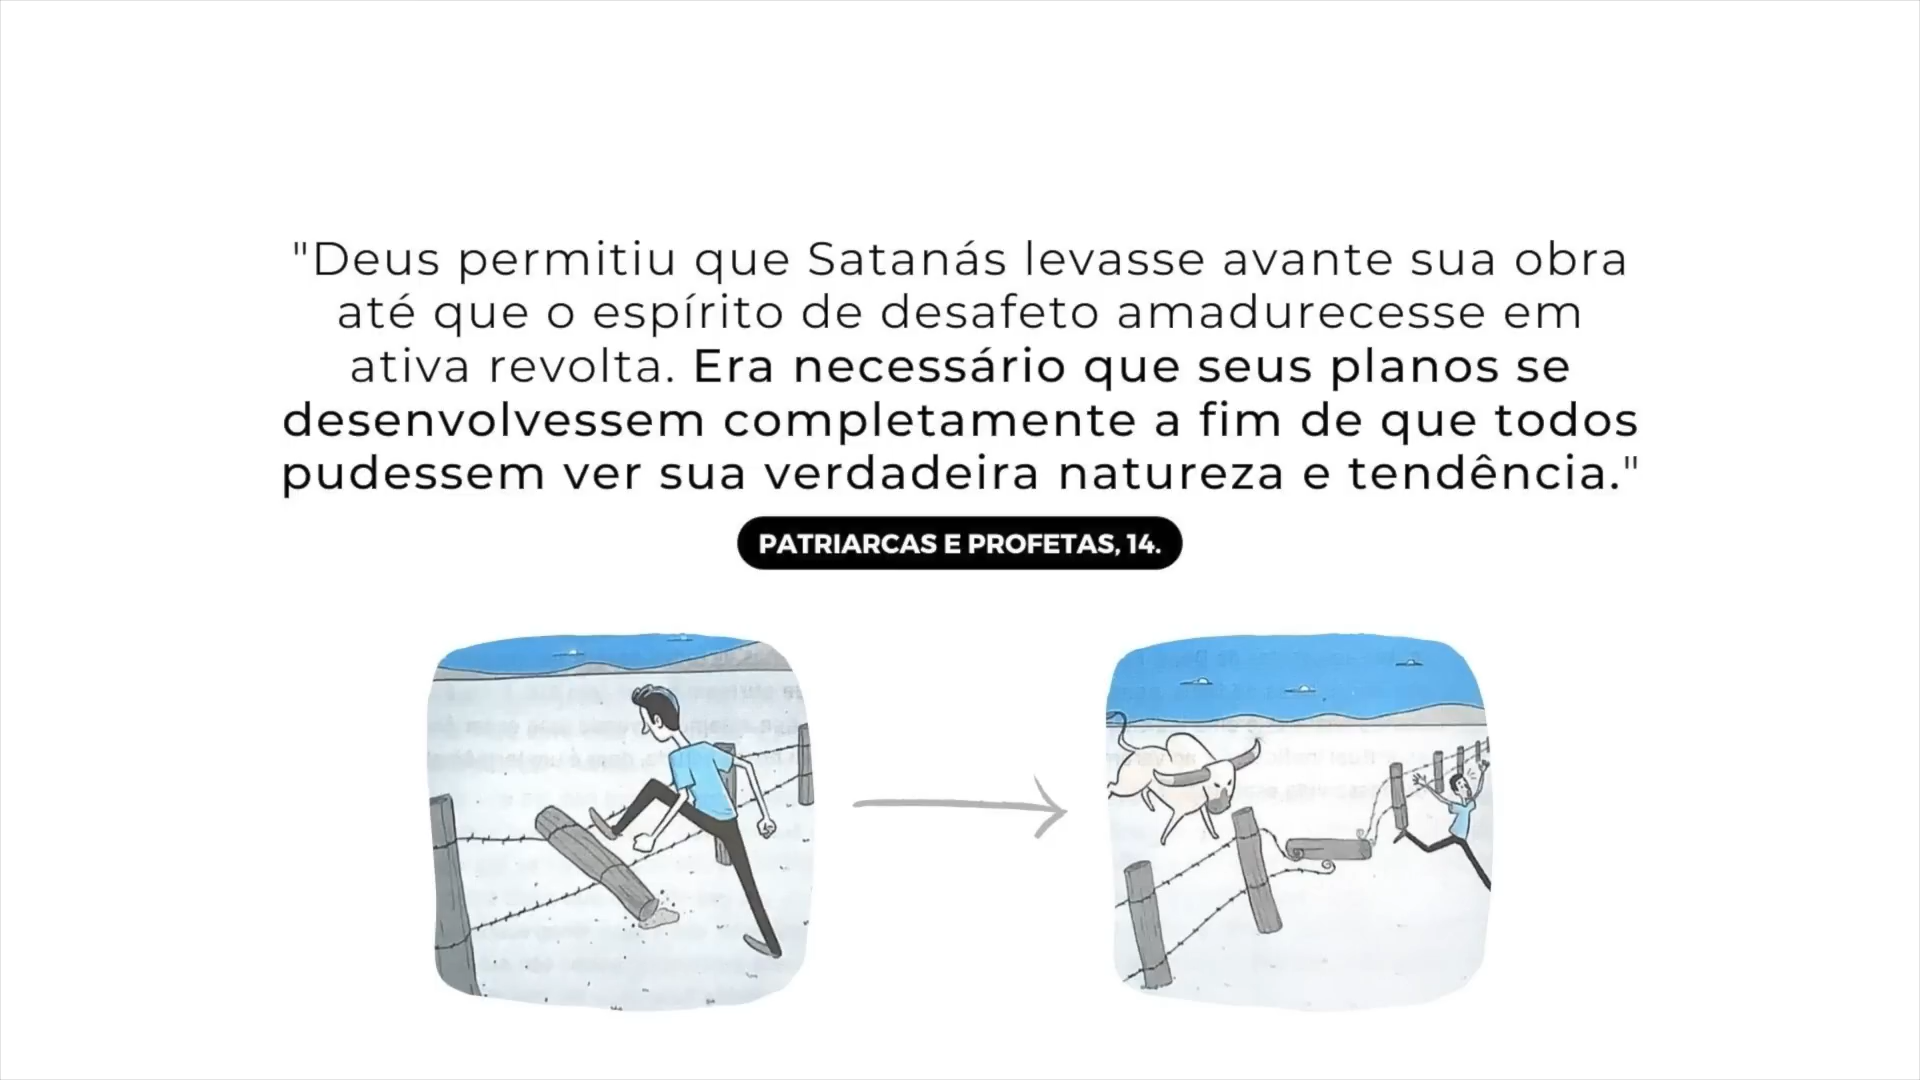 "Deus permitiu que Satanás levasse avante sua obra
até que o espírito de desafeto amadurecesse em
ativa revolta. Era necessário que seus planos se
desenvolvessem completamente a fim de que todos
pudessem ver sua verdadeira natureza e tendência."
PATRIARCAS E PROFETAS, 14.